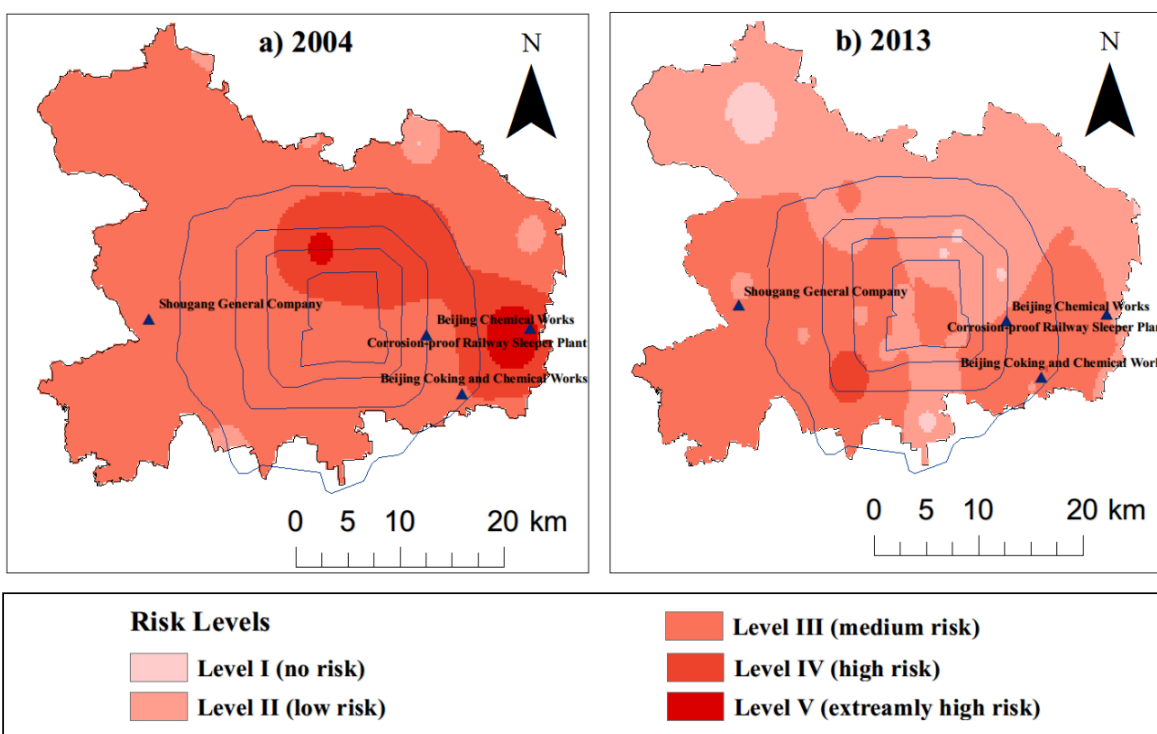 a) 2004
N
Shougang General Company
Beijing Chemical Works
Corrosion-proof Railway Sleeper Plant
Beijing Coking and Chemical Works
0 5 10 20 km
b) 2013
N
Shougang General Company
Beijing Chemical Works
Corrosion-proof Railway Sleeper Plan
Beijing Coking and Chemical Work
0 5 10 20 km
Risk Levels
Level I (no risk)
Level II (low risk)
Level III (medium risk)
Level IV (high risk)
Level V (extreamly high risk)